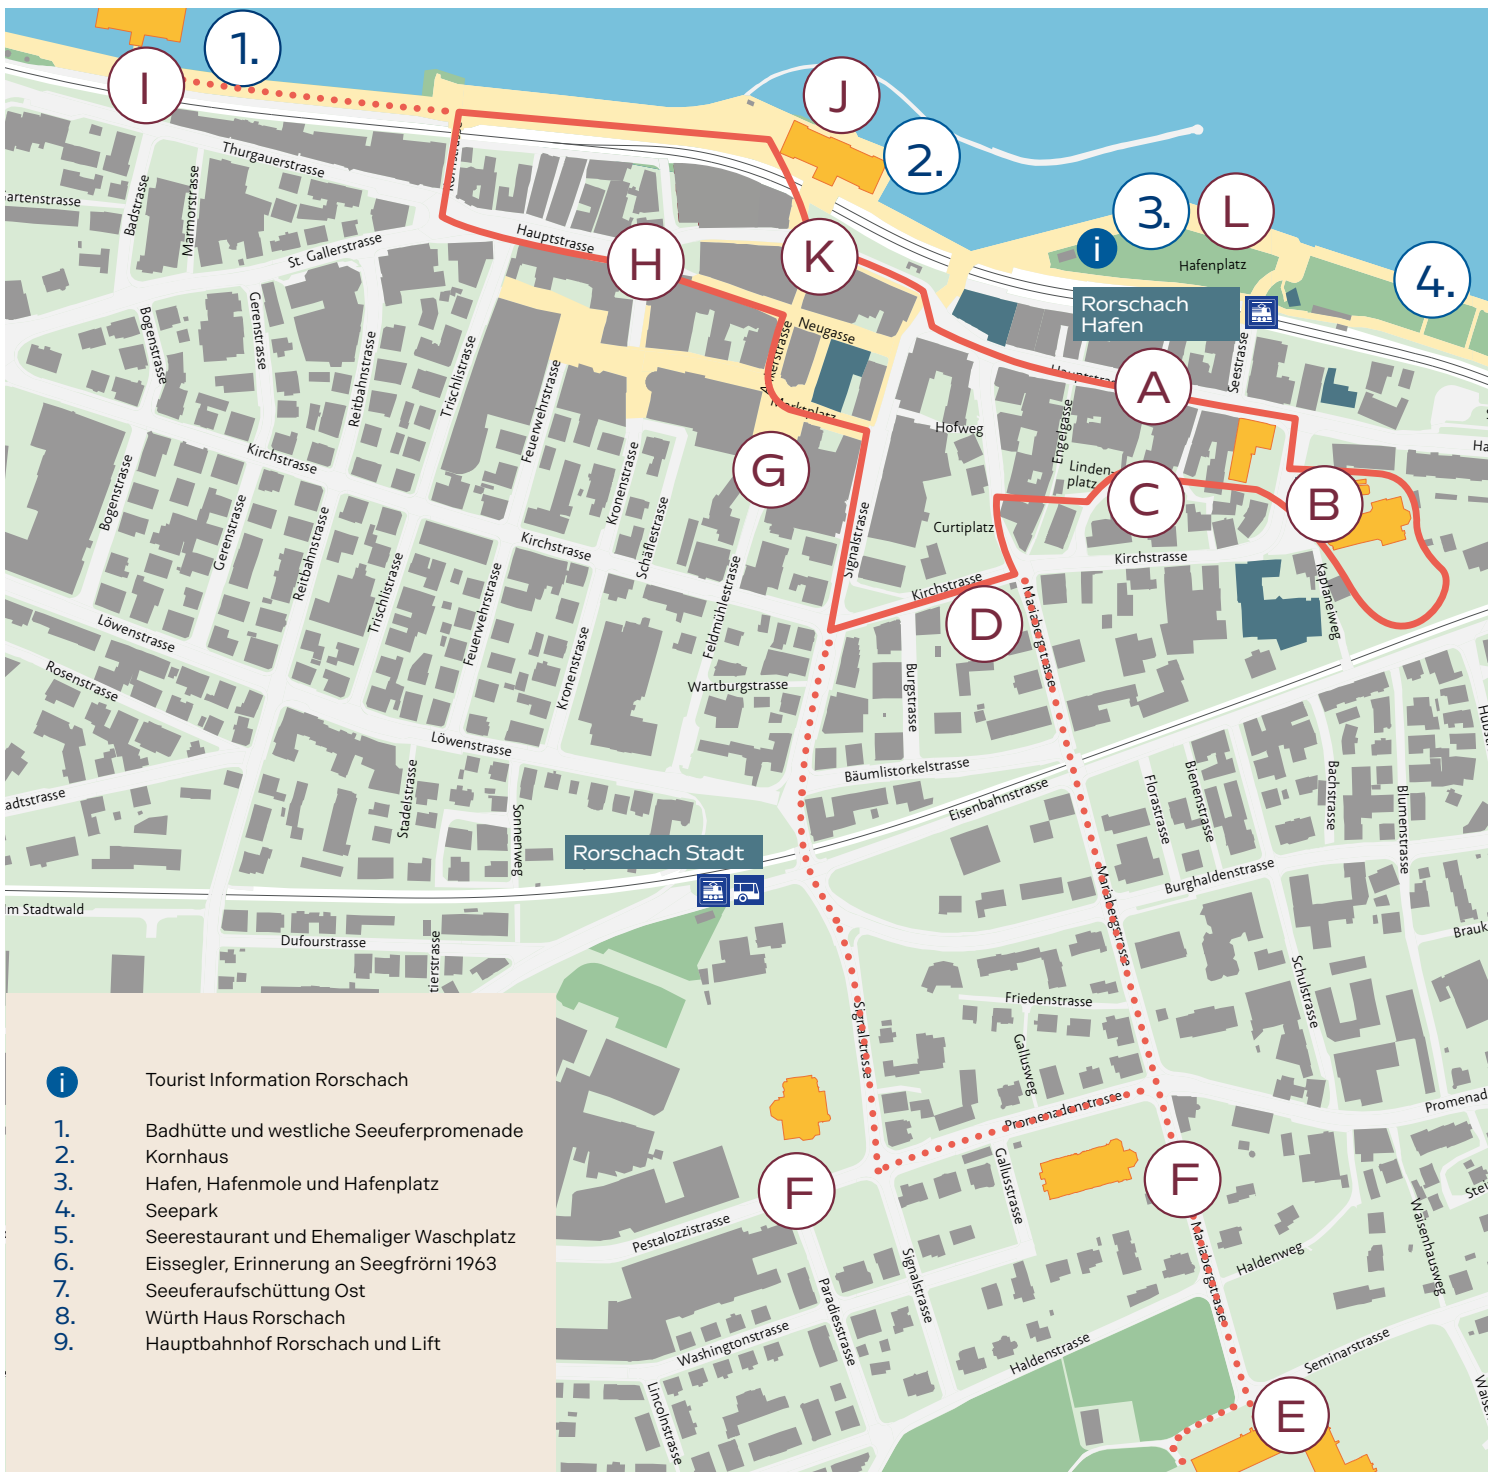 1.
I
J
2.
3.
L
i
Hafenplatz
4.
Rorschach
Hafen
Thurgauerstrasse
Badstrasse
Marmorstrasse
St. Gallerstrasse
Hauptstrasse
H
K
Neugasse
Seestrasse
A
Bogenstrasse
Gerenstrasse
Reitbahnstrasse
Trischlistrasse
Feuerwehrstrasse
Marktplatz
Hofweg
Engelgasse
Linden-
platz
G
C
B
Kirchstrasse
Bogenstrasse
Gerenstrasse
Reitbahnstrasse
Trischlistrasse
Kronenstrasse
Schäflestrasse
Kirchstrasse
Signalstrasse
Curtiplatz
Kirchstrasse
Kirchstrasse
Kaplaneiweg
D
Mariabergstrasse
Löwenstrasse
Rosenstrasse
Feuerwehrstrasse
Kronenstrasse
Feldmühlestrasse
Wartburgstrasse
Burgstrasse
Löwenstrasse
Bäumlistorkelstrasse
Eisenbahnstrasse
Florastrasse
Bienenstrasse
Bachstrasse
Blumenstrasse
Stadelstrasse
Sonnenweg
Rorschach Stadt
Burghaldenstrasse
Mariabergstrasse
m Stadtwald
Dufourstrasse
Schulstrasse
Friedenstrasse
Gallusweg
Signalstrasse
Promenadenstrasse
Promenad
F
F
Gallusstrasse
Pestalozzistrasse
Signalstrasse
Paradiesstrasse
Mariabergstrasse
Haldenweg
Waisenhausweg
Washingtonstrasse
Haldenstrasse
Seminarstrasse
Lincolnstrasse
E
i Tourist Information Rorschach
1. Badhütte und westliche Seeuferpromenade
2. Kornhaus
3. Hafen, Hafenmole und Hafenplatz
4. Seepark
5. Seerestaurant und Ehemaliger Waschplatz
6. Eissegler, Erinnerung an Seegfrörni 1963
7. Seeuferaufschüttung Ost
8. Würth Haus Rorschach
9. Hauptbahnhof Rorschach und Lift